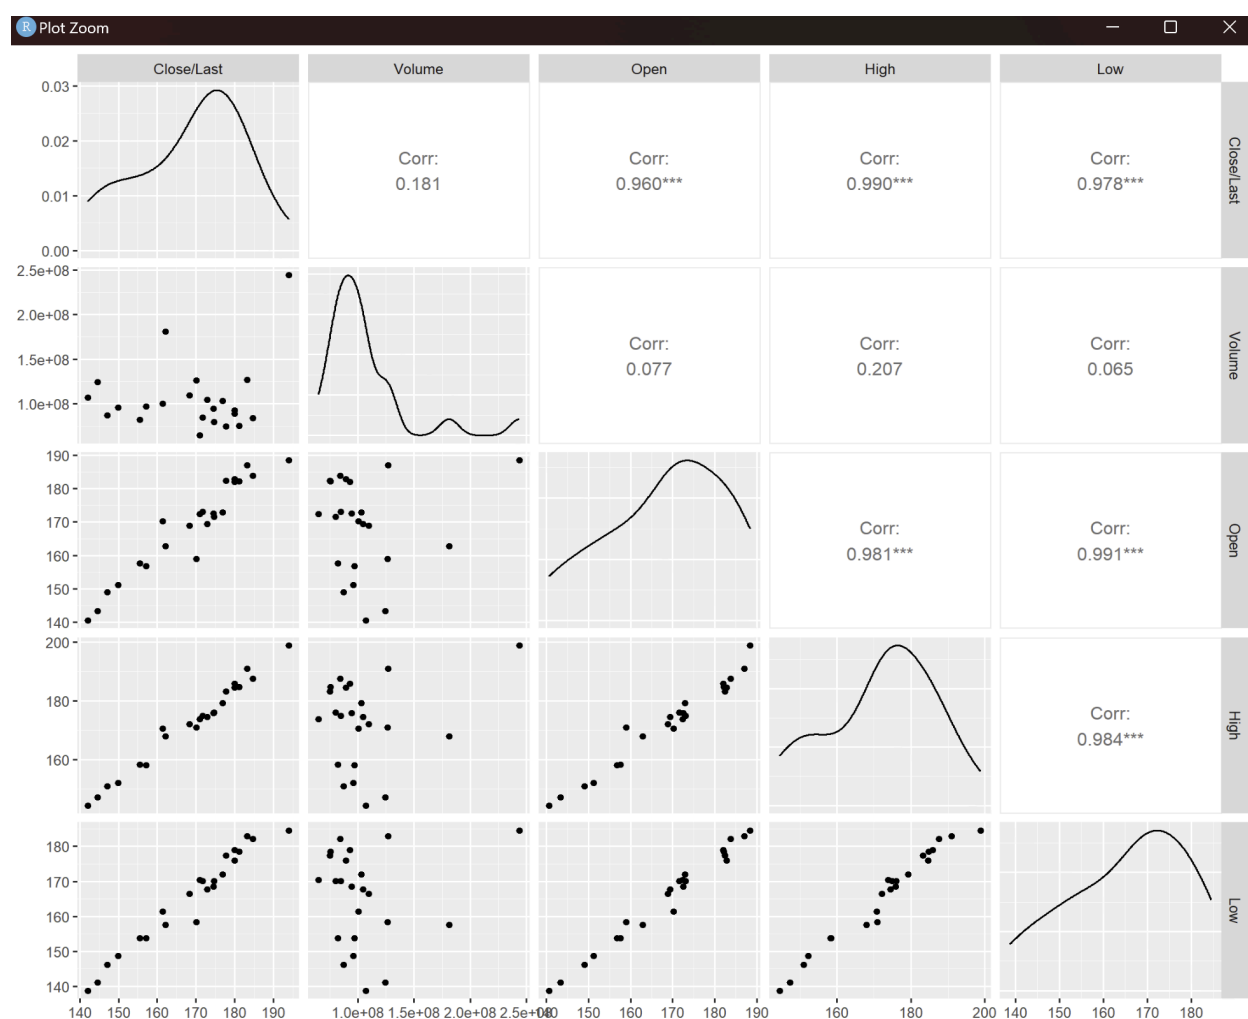 R Plot Zoom
Close/Last Volume Open High Low
0.03
0.02
0.01
0.00
Corr:
0.181
Corr:
0.960***
Corr:
0.990***
Corr:
0.978***
Close/Last
2.5e+08
2.0e+08
1.5e+08
1.0e+08
Corr:
0.077
Corr:
0.207
Corr:
0.065
Volume
190
180
170
160
150
140
Corr:
0.981***
Corr:
0.991***
Open
200
180
160
Corr:
0.984***
High
180
170
160
150
140
Low
140 150 160 170 180 190
1.0e+08 1.5e+08 2.0e+08 2.5e+08
140 150 160 170 180 190
160 180 200
140 150 160 170 180